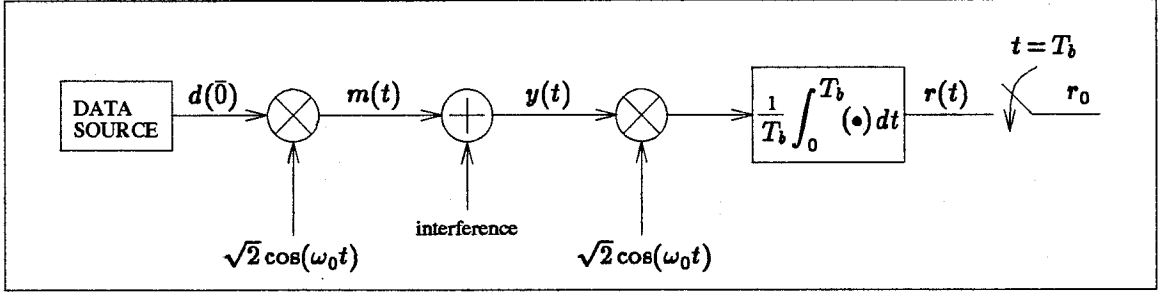 DATA
SOURCE
d(0̄)
m(t)
y(t)
1/T_b ∫_0^{T_b} (•) dt
r(t)
t = T_b
r_0
interference
√2 cos(ω_0 t)
√2 cos(ω_0 t)